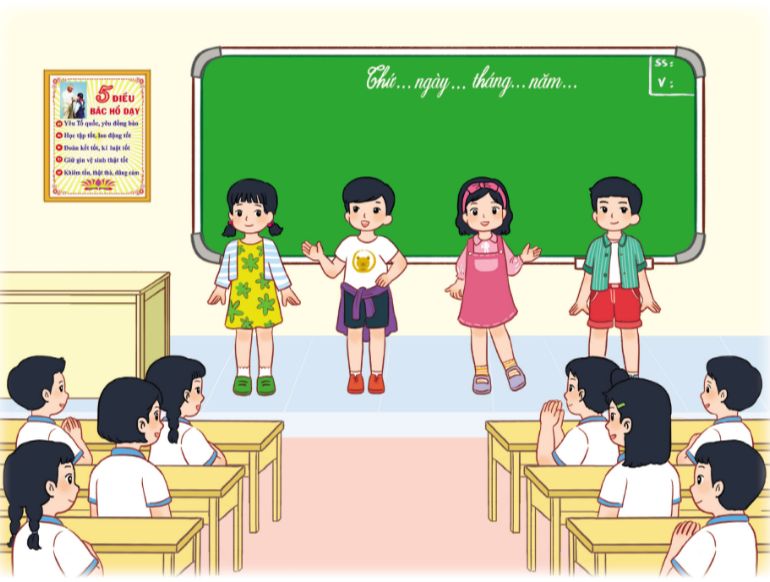 5 ĐIỀU
BÁC HỒ DẠY
Yêu Tổ quốc, yêu đồng bào
Học tập tốt, lao động tốt
Đoàn kết tốt, kỉ luật tốt
Giữ gìn vệ sinh thật tốt
Khiêm tốn, thật thà, dũng cảm
Thứ... ngày... tháng... năm...
SS:
V: